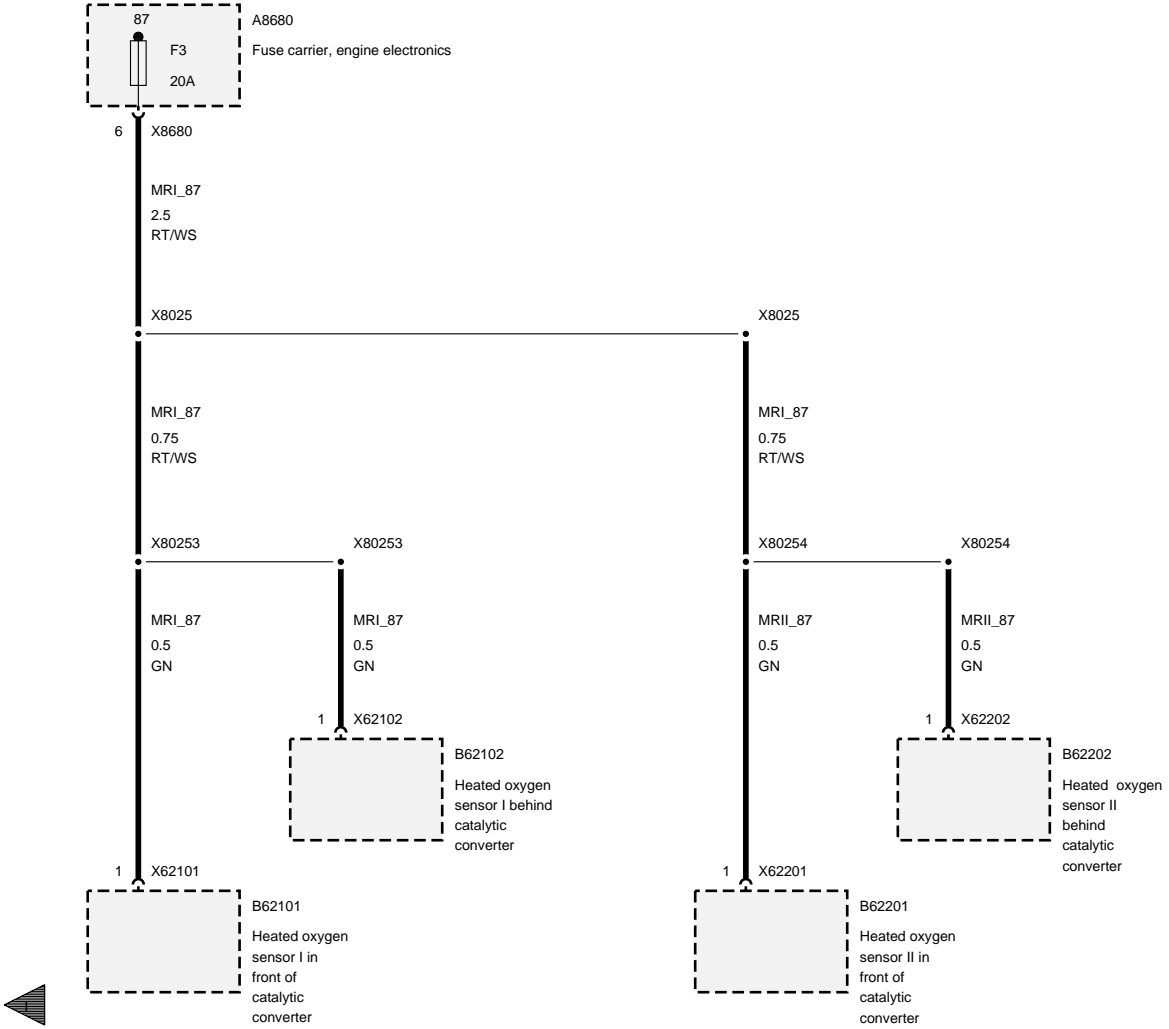 87
A8680
F3
Fuse carrier, engine electronics
20A
6
X8680
MRI_87
2.5
RT/WS
X8025
X8025
MRI_87
0.75
RT/WS
MRI_87
0.75
RT/WS
X80253
X80253
X80254
X80254
MRI_87
0.5
GN
MRI_87
0.5
GN
MRII_87
0.5
GN
MRII_87
0.5
GN
1
X62102
B62102
Heated oxygen
sensor I behind
catalytic
converter
1
X62202
B62202
Heated oxygen
sensor II
behind
catalytic
converter
1
X62101
B62101
Heated oxygen
sensor I in
front of
catalytic
converter
1
X62201
B62201
Heated oxygen
sensor II in
front of
catalytic
converter